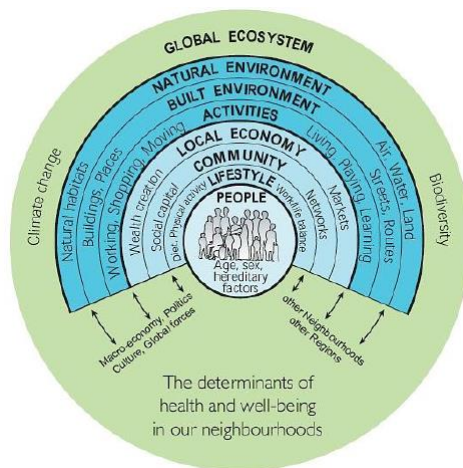 GLOBAL ECOSYSTEM
NATURAL ENVIRONMENT
BUILT ENVIRONMENT
ACTIVITIES
LOCAL ECONOMY
COMMUNITY
LIFESTYLE
PEOPLE
Age, sex,
hereditary
factors
Climate change
Natural habitats
Buildings, Places
Working, Shopping, Moving
Wealth creation
Social capital
Diet, Physical activity
Work/life balance
Networks
Markets
Living, Playing, Learning
Streets, Routes
Air, Water, Land
Biodiversity
Macro-economy, Politics
Culture, Global forces
other Neighbourhoods
other Regions
The determinants of
health and well-being
in our neighbourhoods